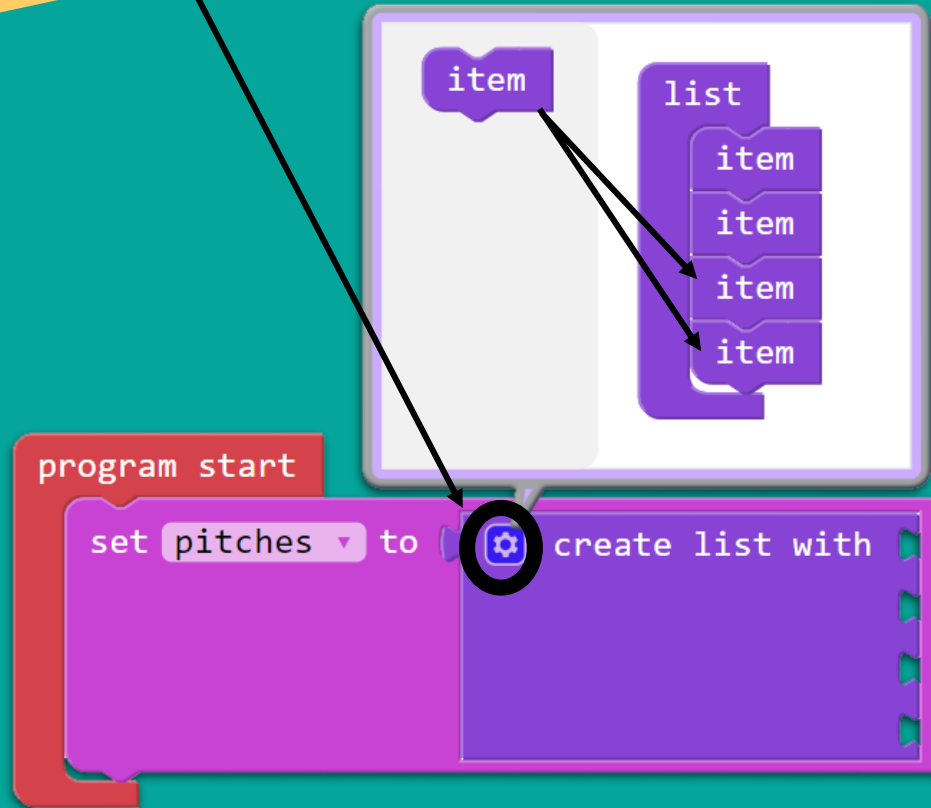 item
list
item
item
item
item
program start
set pitches to create list with